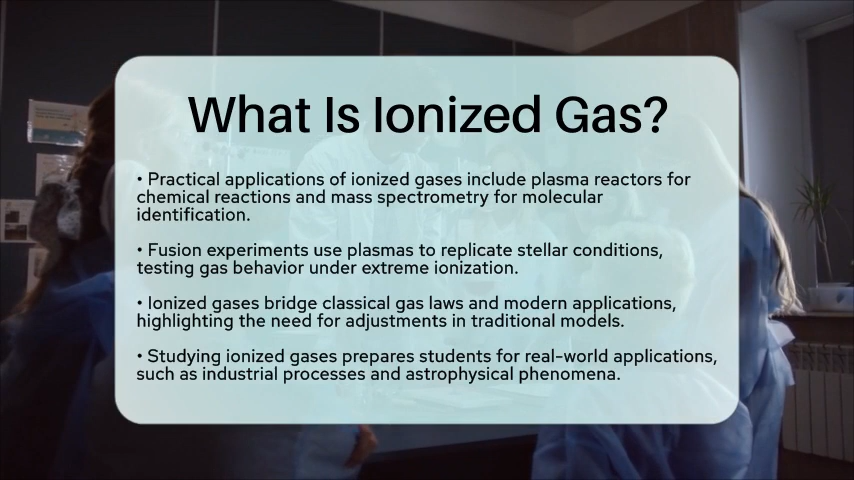 What Is Ionized Gas?
• Practical applications of ionized gases include plasma reactors for
chemical reactions and mass spectrometry for molecular
identification.
• Fusion experiments use plasmas to replicate stellar conditions,
testing gas behavior under extreme ionization.
• Ionized gases bridge classical gas laws and modern applications,
highlighting the need for adjustments in traditional models.
• Studying ionized gases prepares students for real-world applications,
such as industrial processes and astrophysical phenomena.